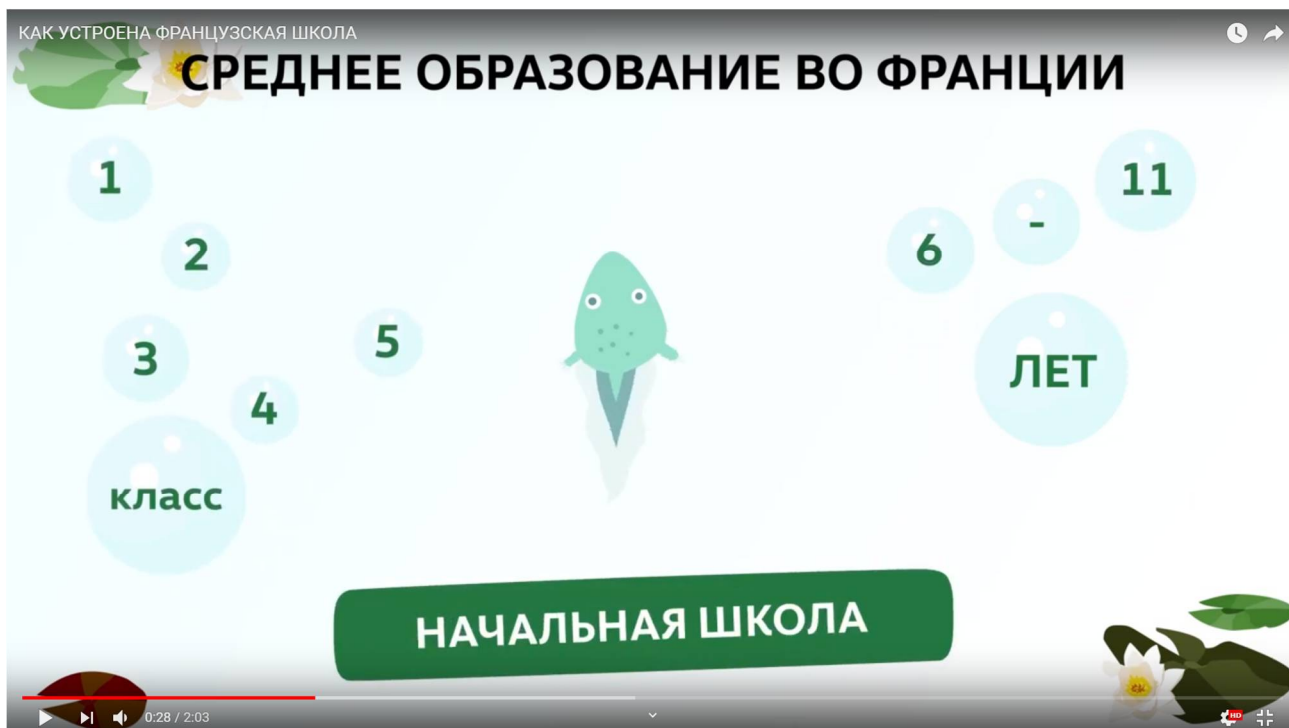 КАК УСТРОЕНА ФРАНЦУЗСКАЯ ШКОЛА
СРЕДНЕЕ ОБРАЗОВАНИЕ ВО ФРАНЦИИ
1
2
3
4
5
класс
6
-
11
ЛЕТ
НАЧАЛЬНАЯ ШКОЛА
0:28 / 2:03
HD